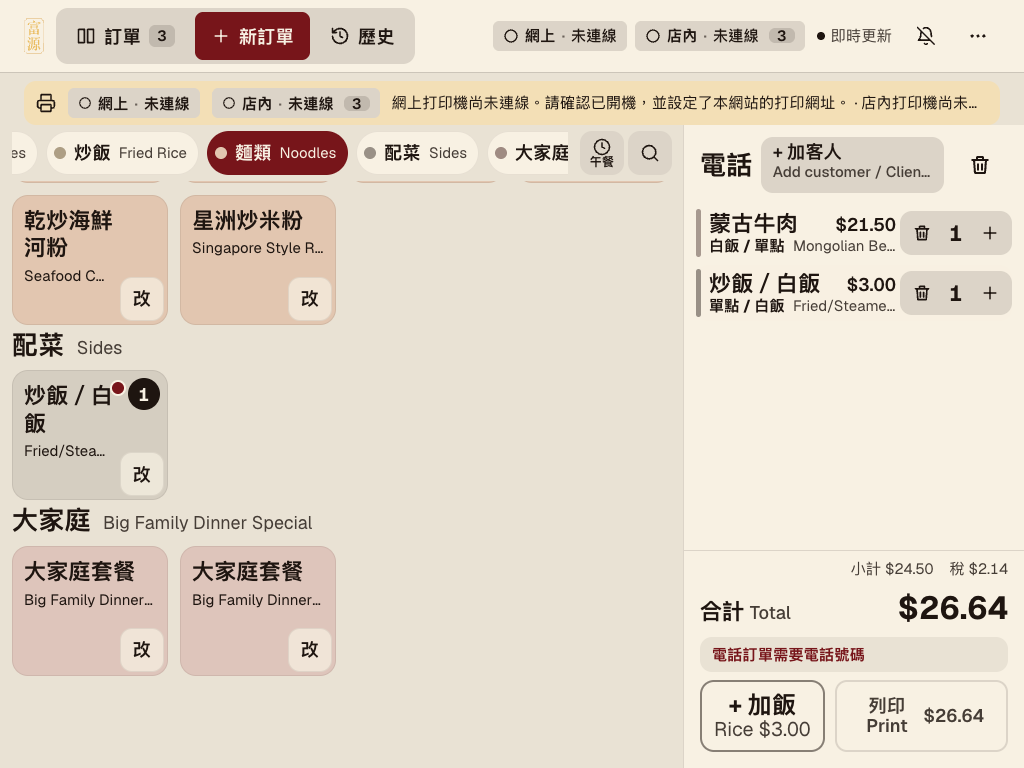 富源
訂單 3
新訂單
歷史
網上 · 未連線
店內 · 未連線 3
即時更新
網上 · 未連線
店內 · 未連線 3
網上打印機尚未連線。請確認已開機，並設定了本網站的打印網址。 · 店內打印機尚未…
es
炒飯 Fried Rice
麵類 Noodles
配菜 Sides
大家庭
午餐
乾炒海鮮
河粉
Seafood C…
改
星洲炒米粉
Singapore Style R…
改
配菜 Sides
炒飯 / 白
飯
1
Fried/Stea…
改
大家庭 Big Family Dinner Special
大家庭套餐
Big Family Dinner…
改
大家庭套餐
Big Family Dinner…
改
電話
+ 加客人
Add customer / Clien…
蒙古牛肉 $21.50
白飯 / 單點 Mongolian Be…
1
炒飯 / 白飯 $3.00
單點 / 白飯 Fried/Steame…
1
小計 $24.50 稅 $2.14
合計 Total $26.64
電話訂單需要電話號碼
+ 加飯
Rice $3.00
列印
Print
$26.64